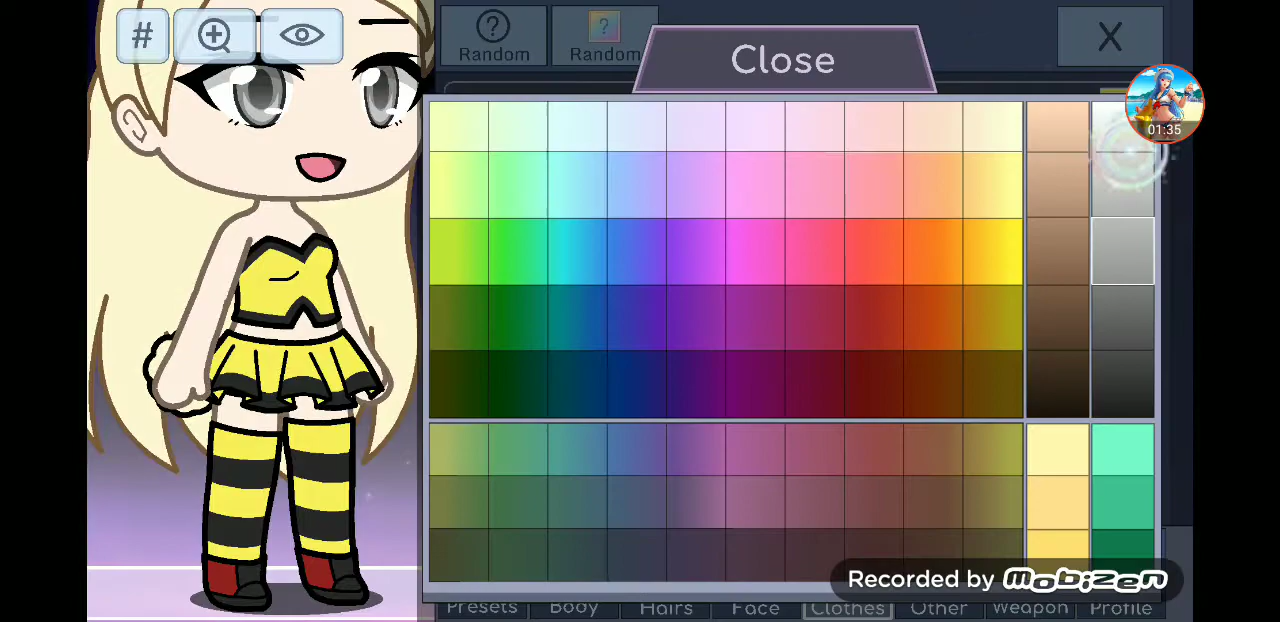 #
? Random
? Random
Close
X
01:35
Recorded by MOBIZEN
Presets Body Hairs Face Clothes Other Weapon Profile